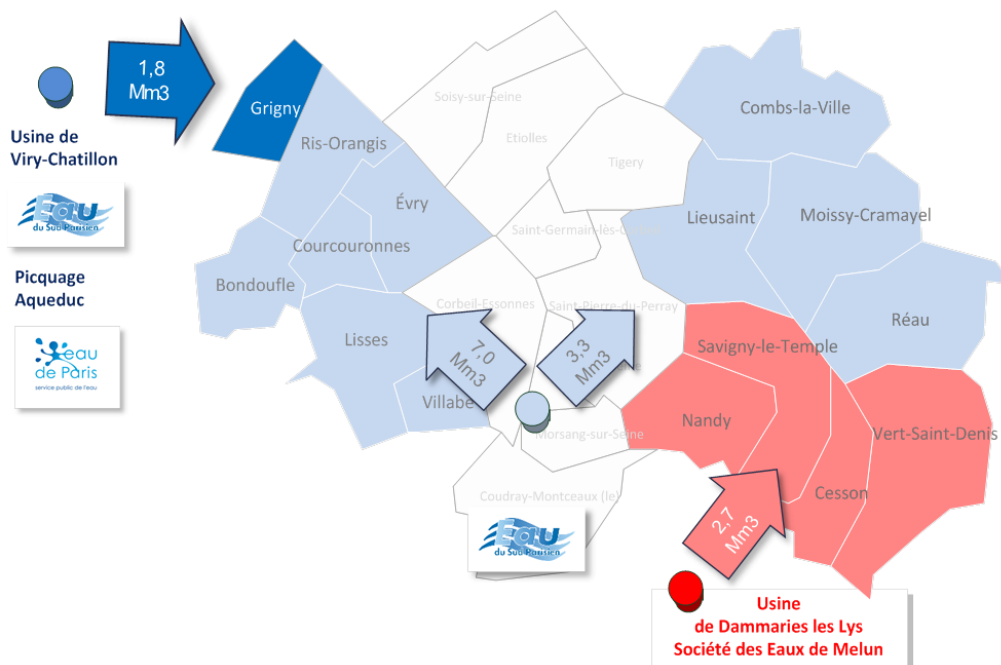 1,8
Mm3
Usine de
Viry-Chatillon
Eau
du Sud Parisien
Picquage
Aqueduc
eau
de Paris
service public de l'eau
Grigny
Ris-Orangis
Évry
Courcouronnes
Bondoufle
Lisses
Villabé
Soisy-sur-Seine
Etiolles
Tigery
Saint-Germain-lès-
Corbeil-Essonnes
Saint-Pierre-du-Perray
7,0
Mm3
3,3
Mm3
Morsang-sur-Seine
Coudray-Montceaux (le)
Eau
du Sud Parisien
Combs-la-Ville
Lieusaint
Moissy-Cramayel
Réau
Savigny-le-Temple
Nandy
Vert-Saint-Denis
Cesson
2,7
Mm3
Usine
de Dammaries les Lys
Société des Eaux de Melun